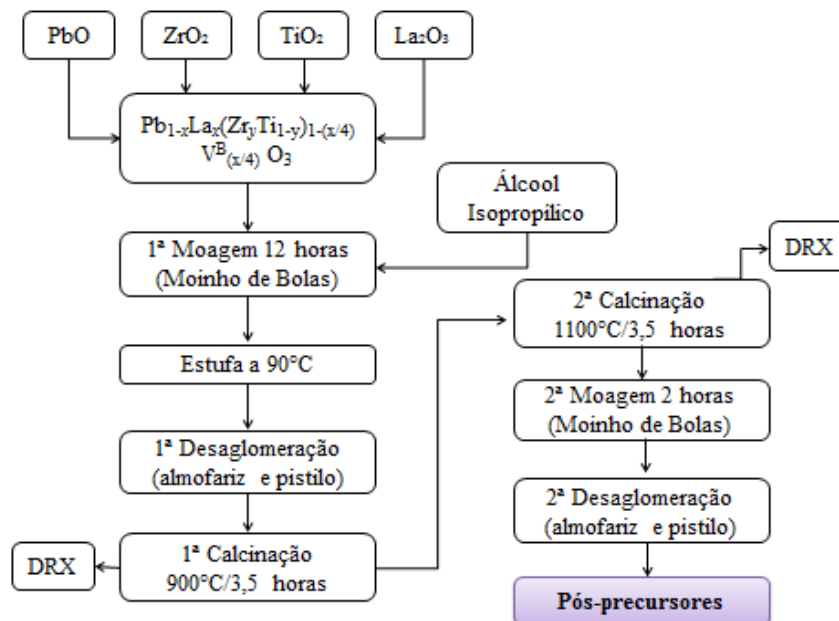 PbO
ZrO₂
TiO₂
La₂O₃
Pb₁₋ₓLaₓ(ZrᵧTi₁₋ᵧ)₁₋₍ₓ/₄₎
Vᴮ₍ₓ/₄₎ O₃
Álcool
Isopropílico
1ª Moagem 12 horas
(Moinho de Bolas)
Estufa a 90°C
1ª Desaglomeração
(almofariz e pistilo)
1ª Calcinação
900°C/3,5 horas
DRX
DRX
2ª Calcinação
1100°C/3,5 horas
2ª Moagem 2 horas
(Moinho de Bolas)
2ª Desaglomeração
(almofariz e pistilo)
Pós-precursores